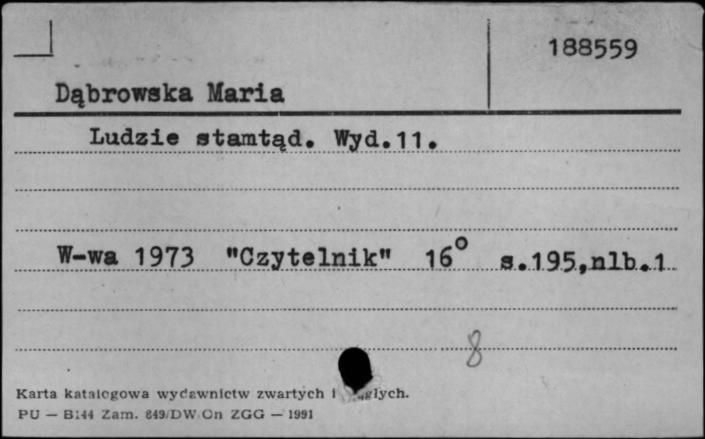 188559
Dąbrowska Maria
Ludzie stamtąd. Wyd.11.
W-wa 1973 "Czytelnik" 16° s.195,nlb.1
8
Karta katalogowa wydawnictw zwartych i
PU — B144 Zam. 849/DW/On ZGG — 1991